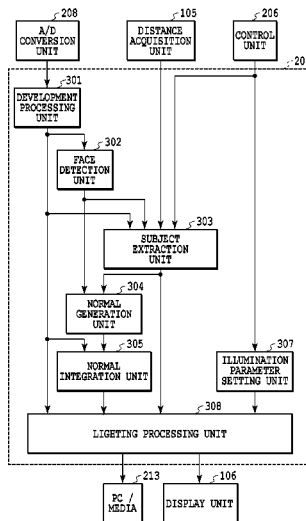 208
105
206
A/D CONVERSION UNIT
DISTANCE ACQUISITION UNIT
CONTROL UNIT
20
301
DEVELOPMENT PROCESSING UNIT
302
FACE DETECTION UNIT
303
SUBJECT EXTRACTION UNIT
304
NORMAL GENERATION UNIT
305
NORMAL INTEGRATION UNIT
307
ILLUMINATION PARAMETER SETTING UNIT
308
LIGETING PROCESSING UNIT
213
106
PC / MEDIA
DISPLAY UNIT